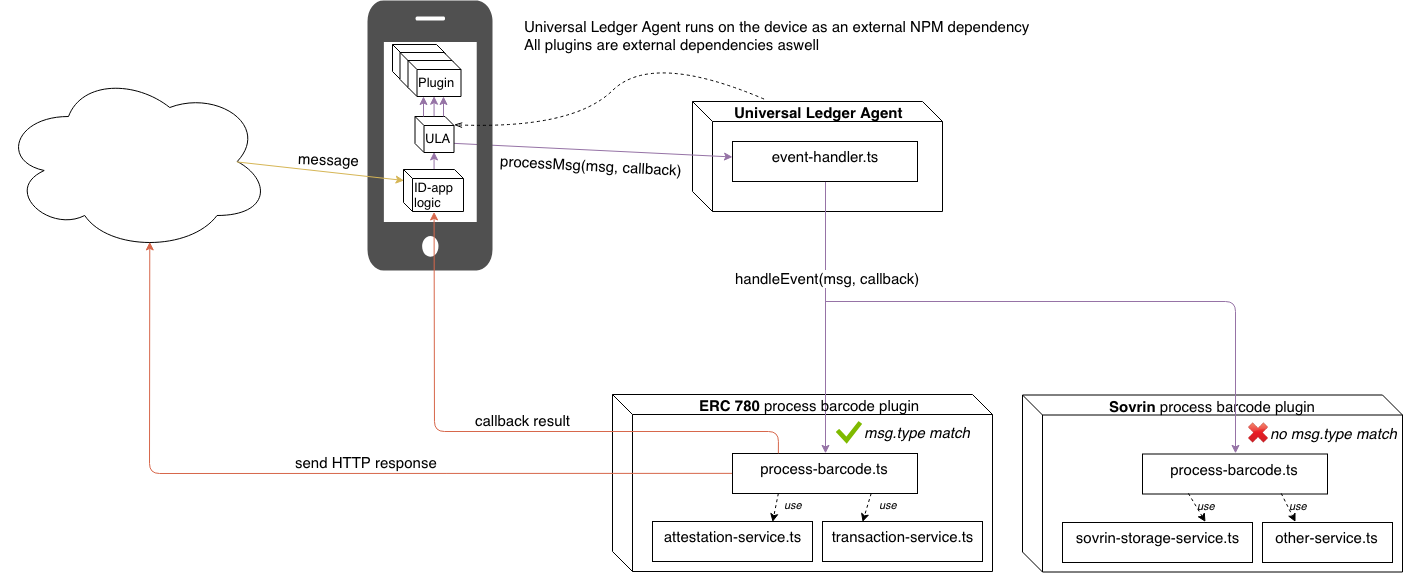 Universal Ledger Agent runs on the device as an external NPM dependency
All plugins are external dependencies aswell
Plugin
ULA
ID-app
logic
message
processMsg(msg, callback)
Universal Ledger Agent
event-handler.ts
handleEvent(msg, callback)
ERC 780 process barcode plugin
msg.type match
process-barcode.ts
use
use
attestation-service.ts
transaction-service.ts
Sovrin process barcode plugin
no msg.type match
process-barcode.ts
use
use
sovrin-storage-service.ts
other-service.ts
callback result
send HTTP response